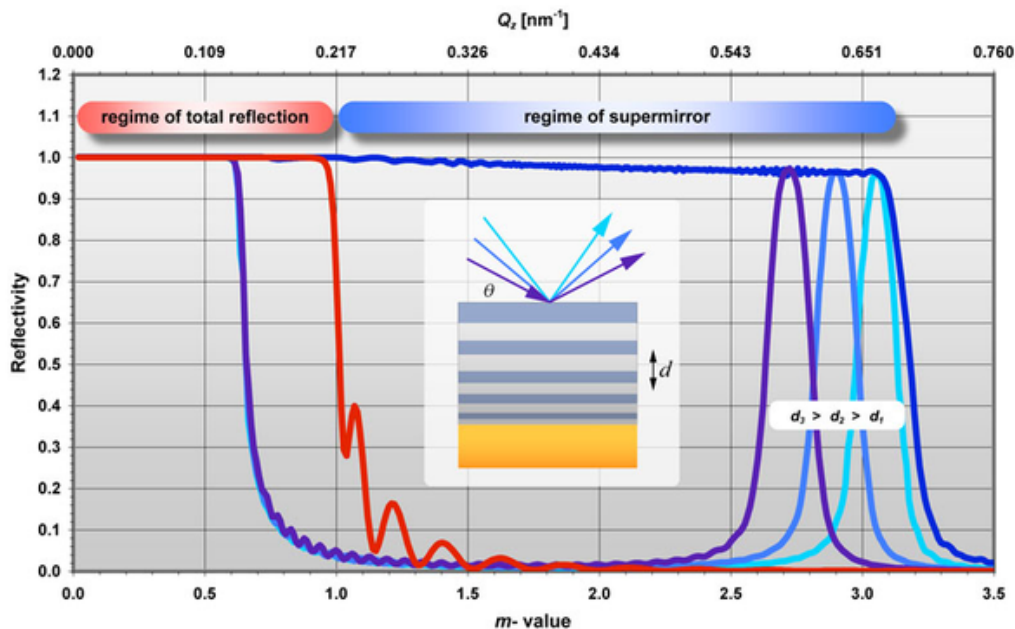 Qz [nm-1]
0.000 0.109 0.217 0.326 0.434 0.543 0.651 0.760
1.2
regime of total reflection regime of supermirror
1.1
1.0
0.9
0.8
0.7
0.6
0.5
0.4
0.3
0.2
0.1
0.0
Reflectivity
θ
d
d3 > d2 > d1
0.0 0.5 1.0 1.5 2.0 2.5 3.0 3.5
m- value